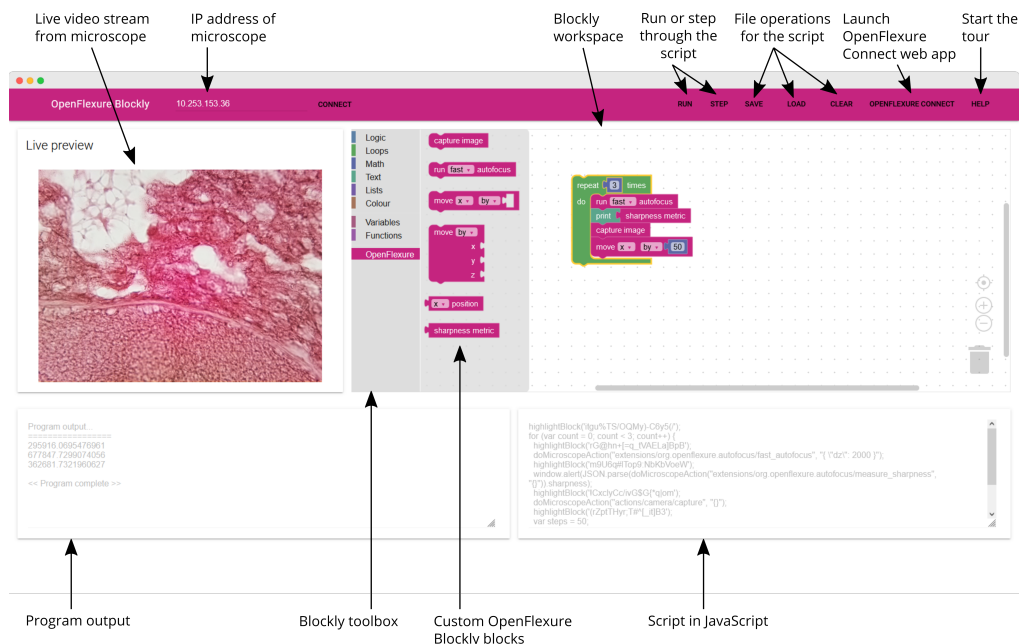 Live video stream
from microscope
IP address of
microscope
Blockly
workspace
Run or step
through the
script
File operations
for the script
Launch
OpenFlexure
Connect web app
Start the
tour
OpenFlexure Blockly
10.253.153.36
CONNECT
RUN
STEP
SAVE
LOAD
CLEAR
OPENFLEXURE CONNECT
HELP
Live preview
Logic
Loops
Math
Text
Lists
Colour
Variables
Functions
OpenFlexure
capture image
run fast autofocus
move x by
move by
x
y
z
x position
sharpness metric
repeat 3 times
do run fast autofocus
print sharpness metric
capture image
move x by 50
Program output...
=================
295916.0695476961
677847.7299074056
362681.7321960627
<< Program complete >>
for (var count = 0; count < 3; count++) {
doMicroscopeAction("extensions/org.openflexure.autofocus/fast_autofocus", "{ \"dz\": 2000 }");
window.alert(JSON.parse(doMicroscopeAction("extensions/org.openflexure.autofocus/measure_sharpness",
"{}")).sharpness);
doMicroscopeAction("actions/camera/capture", "{}");
var steps = 50;
Program output
Blockly toolbox
Custom OpenFlexure
Blockly blocks
Script in JavaScript